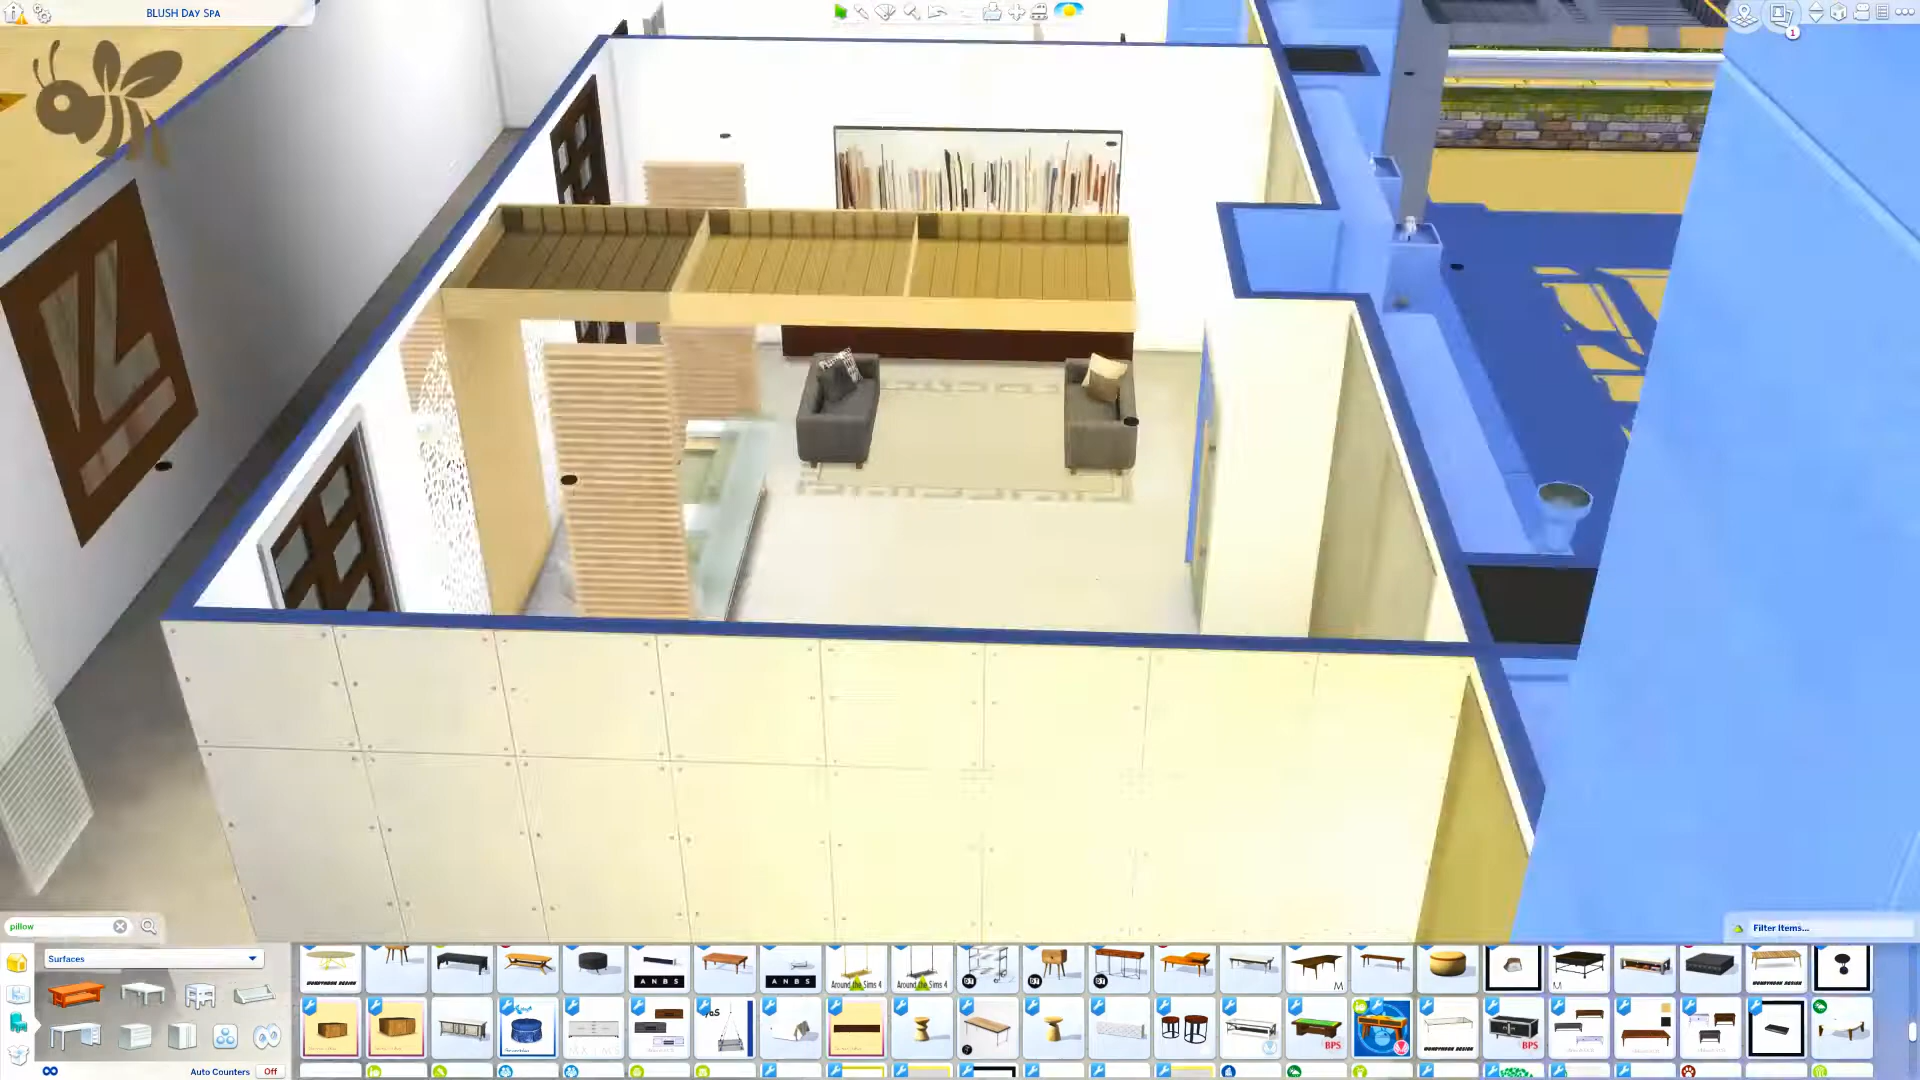 BLUSH DAY SPA
1
pillow
Filter Items...
Surfaces
ANBS
ANBS
Around the Sims 4
Around the Sims 4
M
M
BPS
BPS
Auto Counters
Off